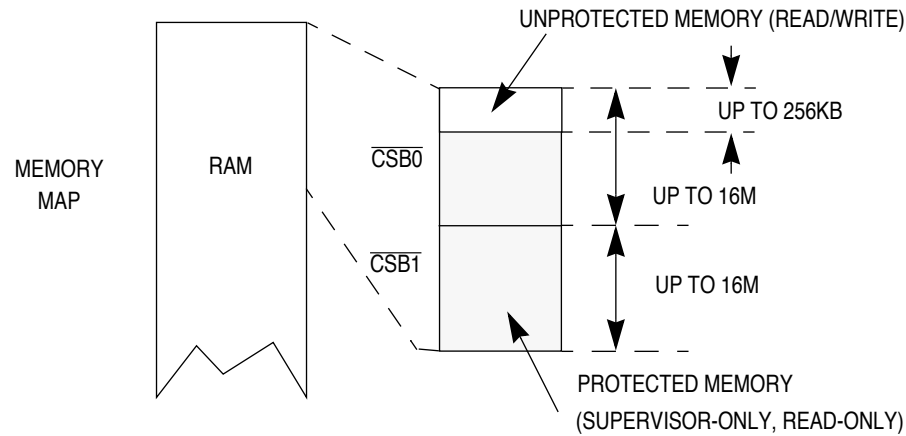 UNPROTECTED MEMORY (READ/WRITE)
UP TO 256KB
CSB0
MEMORY
MAP
RAM
UP TO 16M
CSB1
UP TO 16M
PROTECTED MEMORY
(SUPERVISOR-ONLY, READ-ONLY)